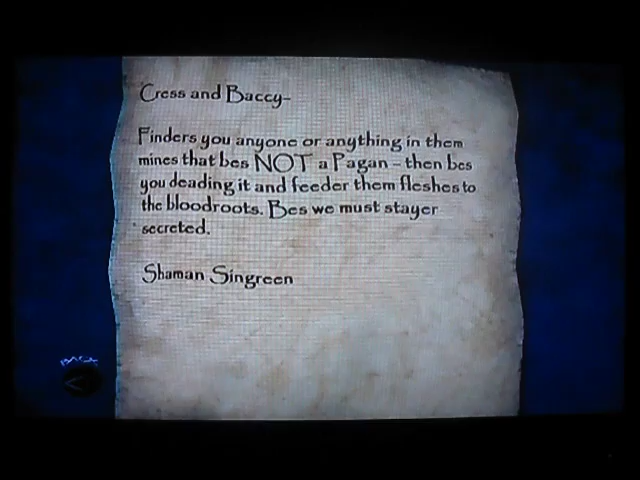 Cress and Baccy-
Finders you anyone or anything in them
mines that bes NOT a Pagan - then bes
you deading it and feeder them fleshes to
the bloodroots. Bes we must stayer
secreted.
Shaman Singreen
BACK